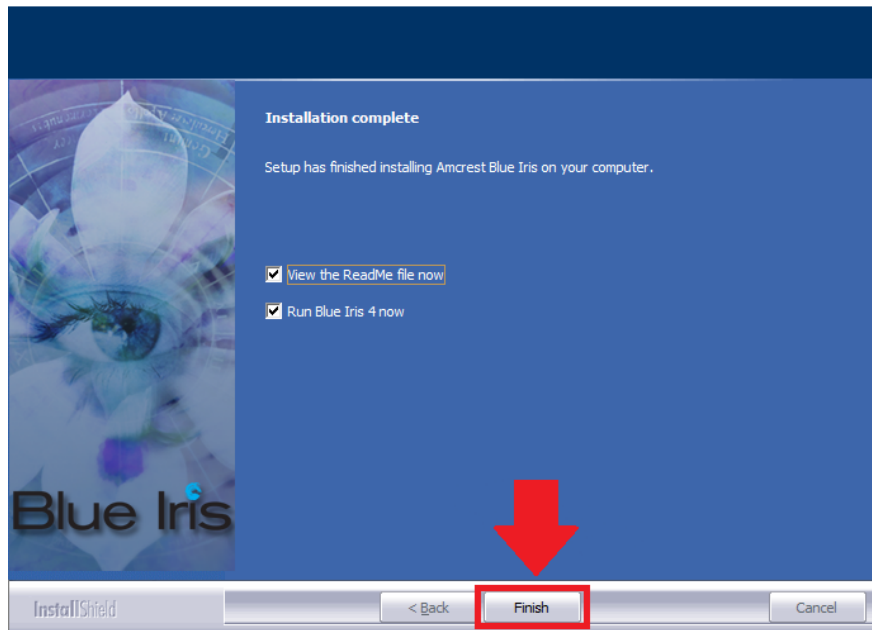 Installation complete
Setup has finished installing Amcrest Blue Iris on your computer.
View the ReadMe file now
Run Blue Iris 4 now
Blue Iris
InstallShield
< Back
Finish
Cancel